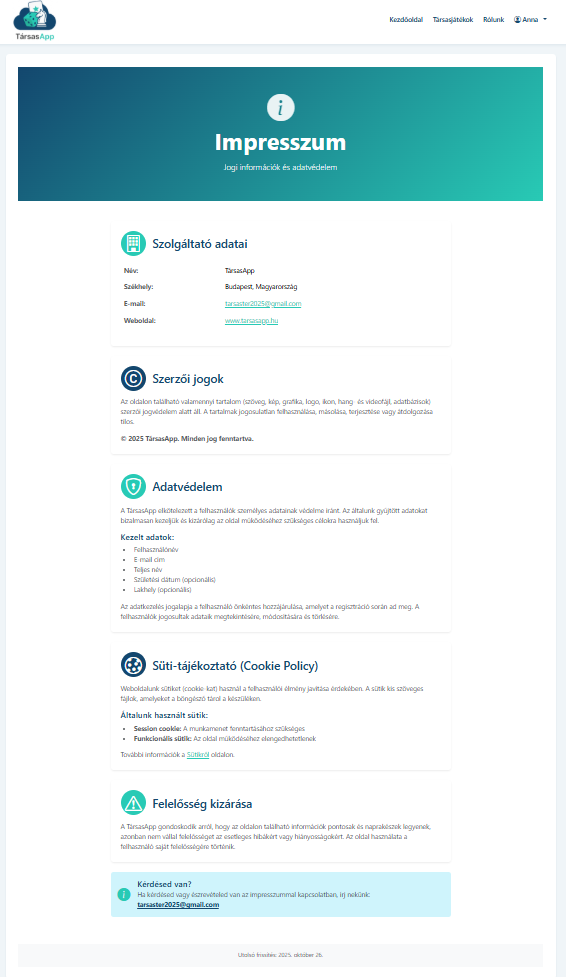 TársasApp
Kezdőoldal Társasjátékok Rólunk Anna
i
Impresszum
Jogi információk és adatvédelem
Szolgáltató adatai
Név: TársasApp
Székhely: Budapest, Magyarország
E-mail: tarsaster2025@gmail.com
Weboldal: www.tarsasapp.hu
Szerzői jogok
Az oldalon található valamennyi tartalom (szöveg, kép, grafika, logo, ikon, hang- és videofájl, adatbázisok)
szerzői jogvédelem alatt áll. A tartalmak jogosulatlan felhasználása, másolása, terjesztése vagy átdolgozása
tilos.
© 2025 TársasApp. Minden jog fenntartva.
Adatvédelem
A TársasApp elkötelezett a felhasználók személyes adatainak védelme iránt. Az általunk gyűjtött adatokat
bizalmasan kezeljük és kizárólag az oldal működéséhez szükséges célokra használjuk fel.
Kezelt adatok:
• Felhasználónév
• E-mail cím
• Teljes név
• Születési dátum (opcionális)
• Lakhely (opcionális)
Az adatkezelés jogalapja a felhasználó önkéntes hozzájárulása, amelyet a regisztráció során ad meg. A
felhasználók jogosultak adataik megtekintésére, módosítására és törlésére.
Süti-tájékoztató (Cookie Policy)
Weboldalunk sütiket (cookie-kat) használ a felhasználói élmény javítása érdekében. A sütik kis szöveges
fájlok, amelyeket a böngésző tárol a készüléken.
Általunk használt sütik:
• Session cookie: A munkamenet fenntartásához szükséges
• Funkcionális sütik: Az oldal működéséhez elengedhetetlenek
További információk a Sütikről oldalon.
Felelősség kizárása
A TársasApp gondoskodik arról, hogy az oldalon található információk pontosak és naprakészek legyenek,
azonban nem vállal felelősséget az esetleges hibákért vagy hiányosságokért. Az oldal használata a
felhasználó saját felelősségére történik.
Kérdésed van?
Ha kérdésed vagy észrevételed van az impresszummal kapcsolatban, írj nekünk:
tarsaster2025@gmail.com
Utolsó frissítés: 2025. október 26.